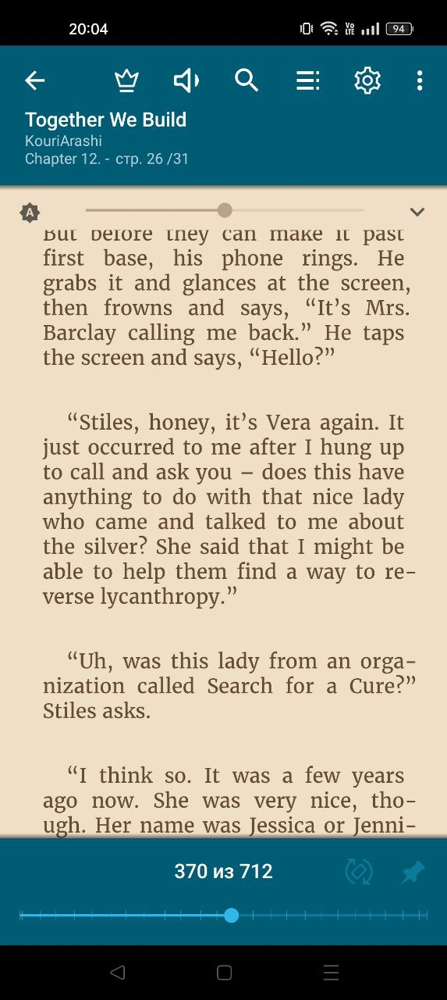 20:04
Vo
LTE
94
Together We Build
KouriArashi
Chapter 12. - стр. 26 /31
A
But before they can make it past
first base, his phone rings. He
grabs it and glances at the screen,
then frowns and says, “It’s Mrs.
Barclay calling me back.” He taps
the screen and says, “Hello?”
“Stiles, honey, it’s Vera again. It
just occurred to me after I hung up
to call and ask you – does this have
anything to do with that nice lady
who came and talked to me about
the silver? She said that I might be
able to help them find a way to re-
verse lycanthropy.”
“Uh, was this lady from an orga-
nization called Search for a Cure?”
Stiles asks.
“I think so. It was a few years
ago now. She was very nice, tho-
ugh. Her name was Jessica or Jenni-
370 из 712